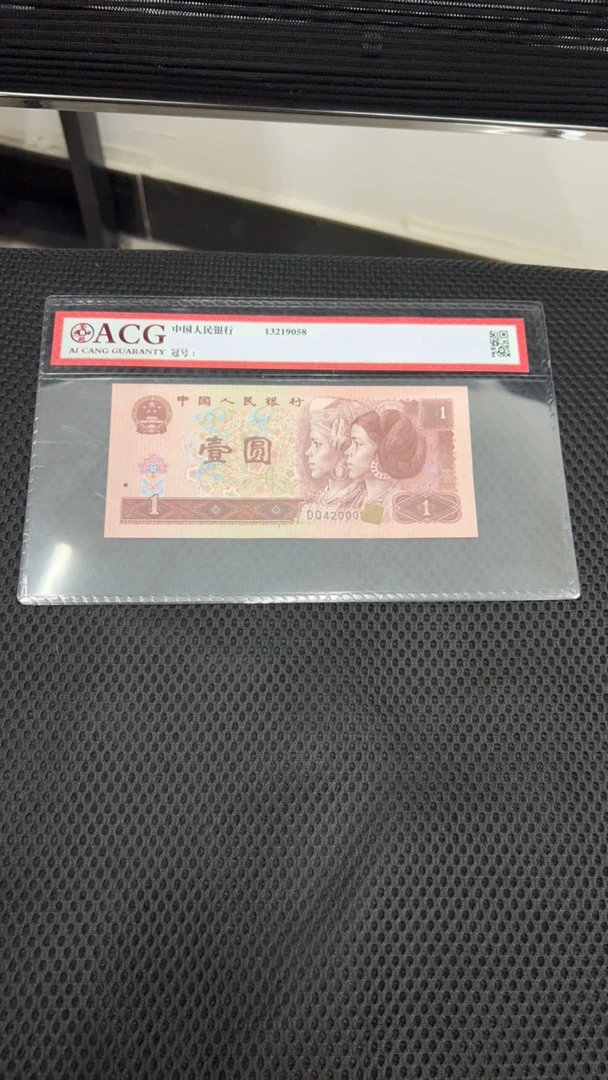 ACG
AI CANG GUARANTY
中国人民银行 13219058
冠号：
中国人民银行
1
壹圆
1
DQ42000
1